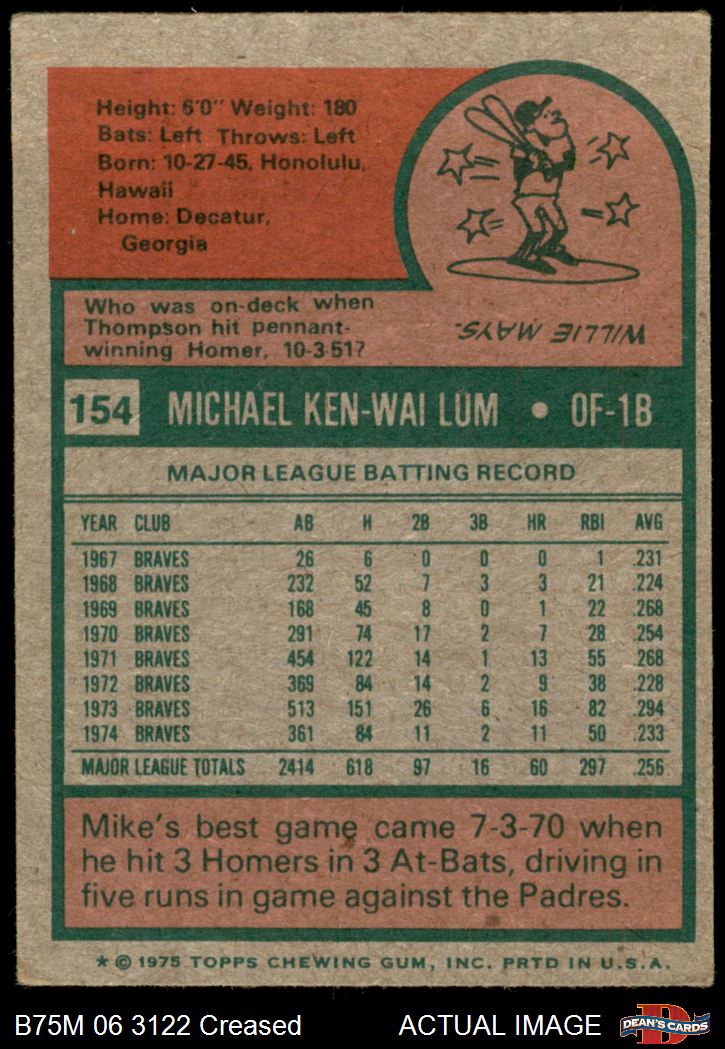 Height: 6'0" Weight: 180
Bats: Left Throws: Left
Born: 10-27-45, Honolulu,
Hawaii
Home: Decatur,
Georgia
Who was on-deck when
Thompson hit pennant-
winning Homer, 10-3-51?
WILLIE MAYS.
154 MICHAEL KEN-WAI LUM • OF-1B
MAJOR LEAGUE BATTING RECORD
YEAR CLUB AB H 2B 3B HR RBI AVG
1967 BRAVES 26 6 0 0 0 1 .231
1968 BRAVES 232 52 7 3 3 21 .224
1969 BRAVES 168 45 8 0 1 22 .268
1970 BRAVES 291 74 17 2 7 28 .254
1971 BRAVES 454 122 14 1 13 55 .268
1972 BRAVES 369 84 14 2 9 38 .228
1973 BRAVES 513 151 26 6 16 82 .294
1974 BRAVES 361 84 11 2 11 50 .233
MAJOR LEAGUE TOTALS 2414 618 97 16 60 297 .256
Mike's best game came 7-3-70 when
he hit 3 Homers in 3 At-Bats, driving in
five runs in game against the Padres.
* © 1975 TOPPS CHEWING GUM, INC. PRTD IN U.S.A.
B75M 06 3122 Creased ACTUAL IMAGE
D
DEAN'S CARDS